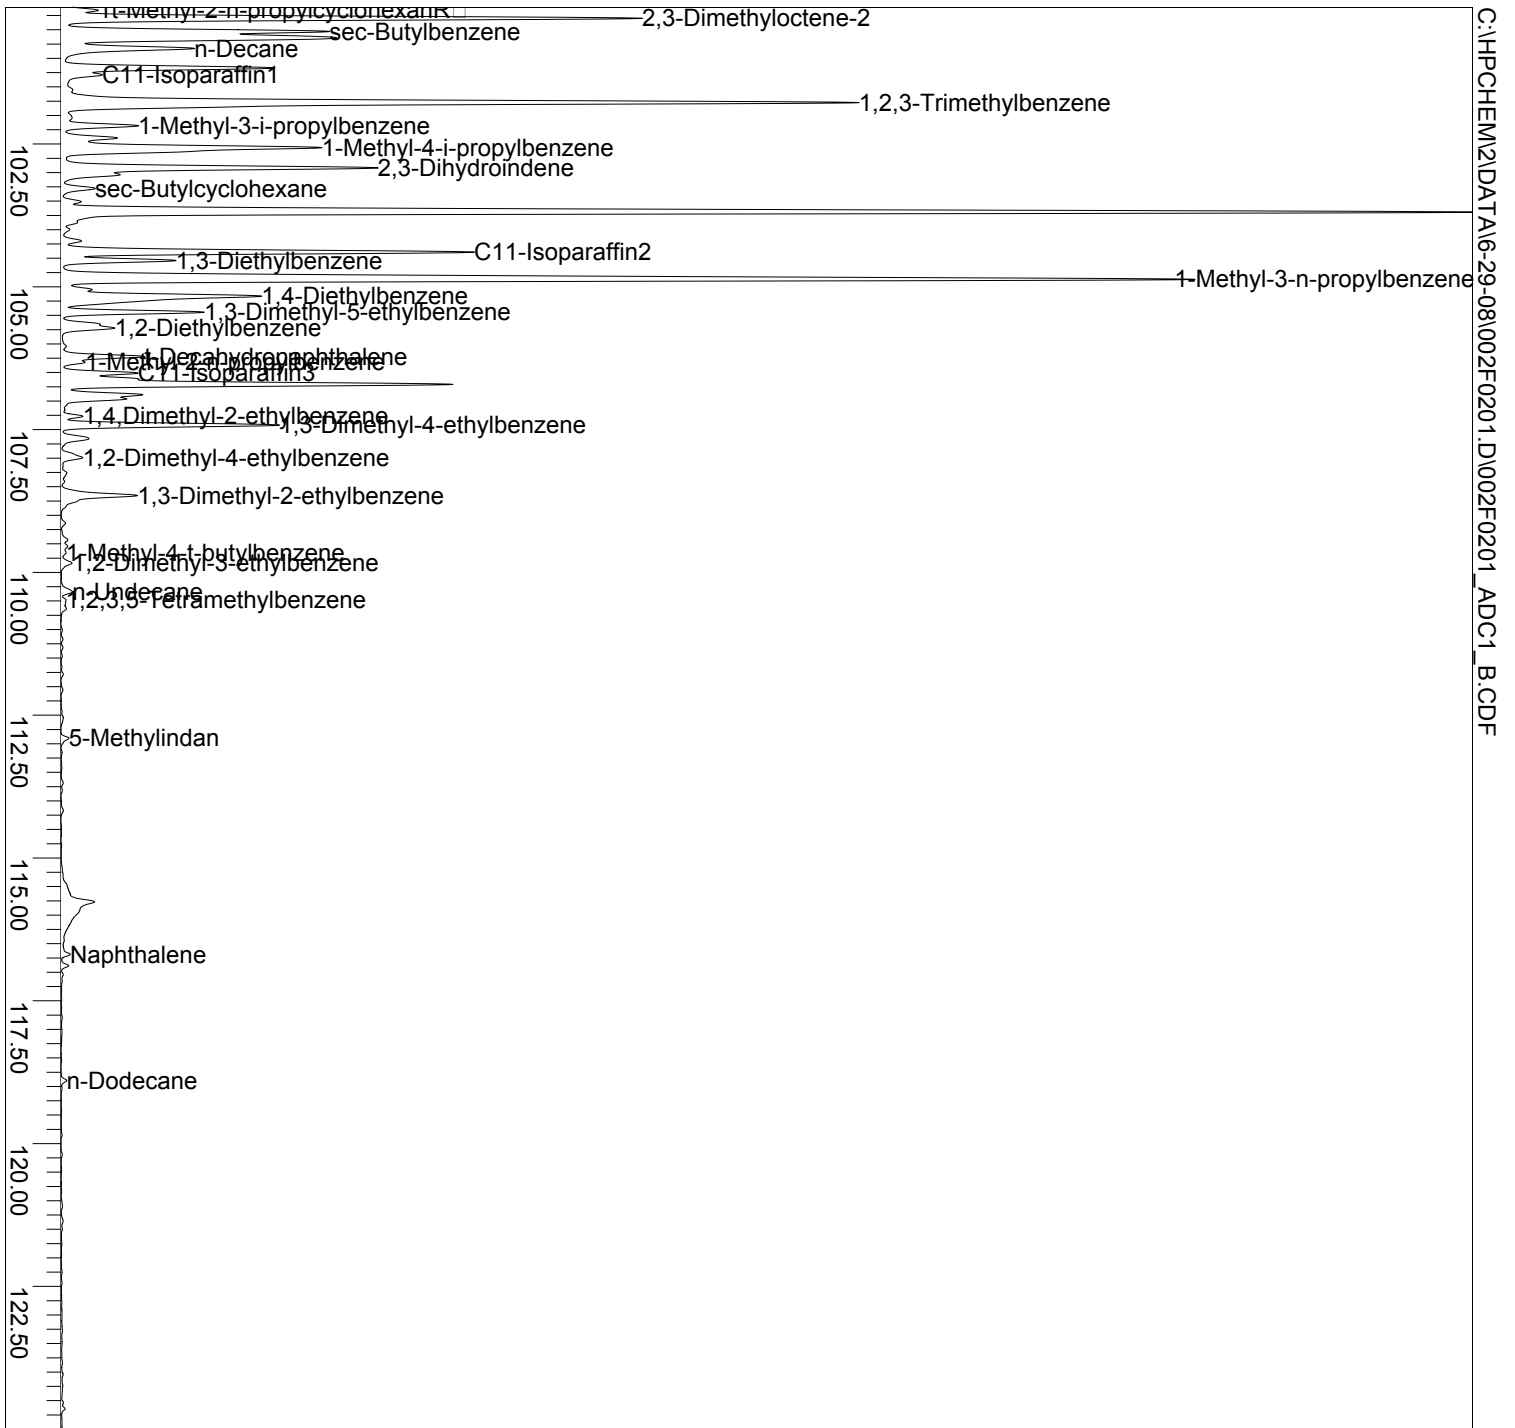 2,3-Dimethyloctene-2
sec-Butylbenzene
n-Decane
C11-Isoparaffin1
1,2,3-Trimethylbenzene
1-Methyl-3-i-propylbenzene
1-Methyl-4-i-propylbenzene
2,3-Dihydroindene
sec-Butylcyclohexane
C11-Isoparaffin2
1,3-Diethylbenzene
1-Methyl-3-n-propylbenzene
1,4-Diethylbenzene
1,3-Dimethyl-5-ethylbenzene
1,2-Diethylbenzene
t-Decahydronaphthalene
1-Methyl-2-n-propylbenzene
C11-Isoparaffin3
1,4,Dimethyl-2-ethylbenzene
1,3-Dimethyl-4-ethylbenzene
1,2-Dimethyl-4-ethylbenzene
1,3-Dimethyl-2-ethylbenzene
1-Methyl-4-t-butylbenzene
1,2-Dimethyl-3-ethylbenzene
n-Undecane
1,2,3,5-Tetramethylbenzene
5-Methylindan
Naphthalene
n-Dodecane
102.50
105.00
107.50
110.00
112.50
115.00
117.50
120.00
122.50
C:\HPCHEM\2\DATA\6-29-08\002F0201.D\002F0201_ADC1_B.CDF